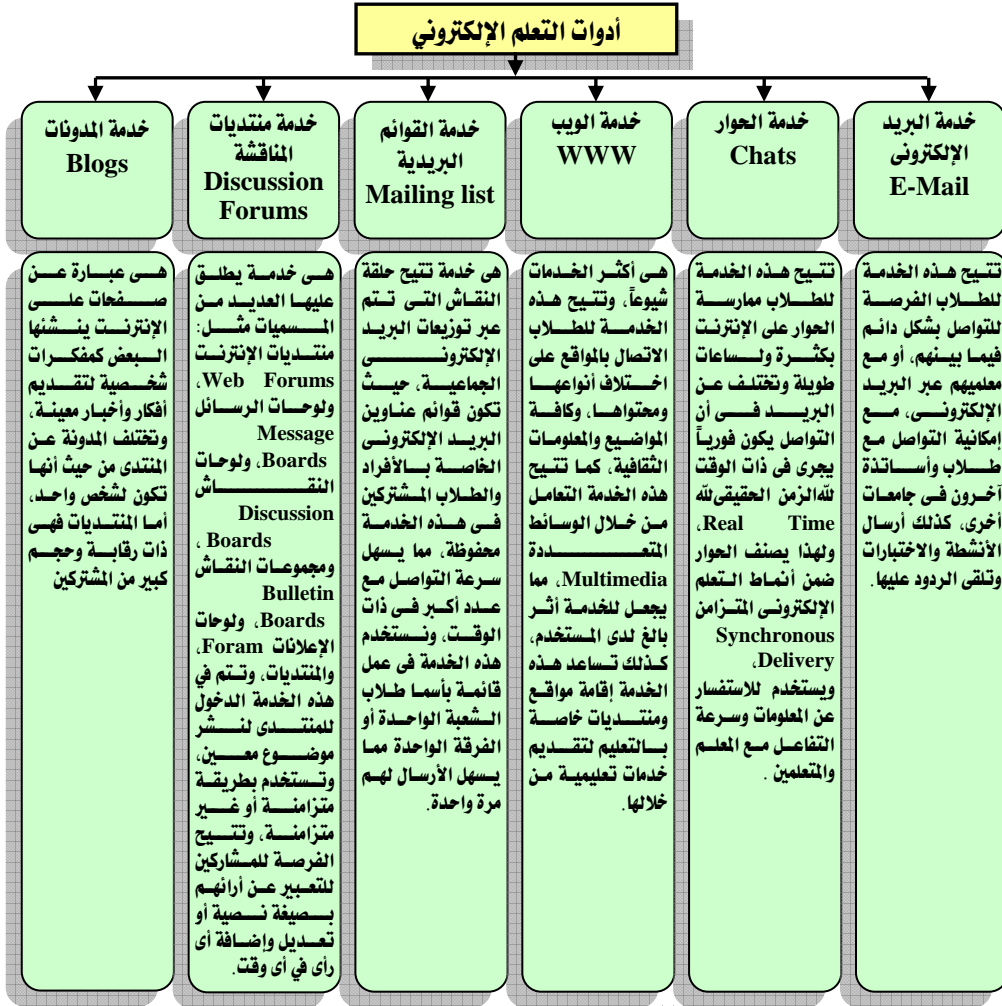 أدوات التعلم الإلكتروني
خدمة البريد
الإلكترونى
E-Mail
تتيح هذه الخدمة
للطلاب الفرصة
للتواصل بشكل دائم
فيما بينهم، أو مع
معلميهم عبر البريد
الإلكترونى، مع
إمكانية التواصل مع
طلاب وأساتذة
آخرون فى جامعات
أخرى، كذلك أرسال
الأنشطة والاختبارات
وتلقى الردود عليها.
خدمة الحوار
Chats
تتيح هذه الخدمة
للطلاب ممارسة
الحوار على الإنترنت
بكثرة ولساعات
طويلة وتختلف عن
البريد فى أن
التواصل يكون فورياً
يجرى فى ذات الوقت
للهالزمن الحقيقىلله
Real Time،
ولهذا يصنف الحوار
ضمن أنماط التعلم
الإلكترونى المتزامن
Synchronous
Delivery،
ويستخدم للاستفسار
عن المعلومات وسرعة
التفاعل مع المعلم
والمتعلمين .
خدمة الويب
WWW
هى أكثر الخدمات
شيوعاً، وتتيح هذه
الخدمة للطلاب
الاتصال بالمواقع على
اختلاف أنواعها
ومحتواها، وكافة
المواضيع والمعلومات
الثقافية، كما تتيح
هذه الخدمة التعامل
من خلال الوسائط
المتعددة
Multimedia، مما
يجعل للخدمة أثر
بالغ لدى المستخدم،
كذلك تساعد هذه
الخدمة إقامة مواقع
ومنتديات خاصة
بالتعليم لتقديم
خدمات تعليمية من
خلالها.
خدمة القوائم
البريدية
Mailing list
هى خدمة تتيح حلقة
النقاش التى تتم
عبر توزيعات البريد
الإلكترونى
الجماعية، حيث
تكون قوائم عناوين
البريد الإلكترونى
الخاصة بالأفراد
والطلاب المشتركين
فى هذه الخدمة
محفوظة، مما يسهل
سرعة التواصل مع
عدد أكبر فى ذات
الوقت، ونستخدم
هذه الخدمة فى عمل
قائمة بأسما طلاب
الشعبة الواحدة أو
الفرقة الواحدة مما
يسهل الأرسال لهم
مرة واحدة.
خدمة منتديات
المناقشة
Discussion
Forums
هى خدمة يطلق
عليها العديد من
المسميات مثل:
منتديات الإنترنت
Web Forums،
ولوحات الرسائل
Message
Boards، ولوحات
النقاش
Discussion
Boards ،
ومجموعات النقاش
Bulletin
Boards، ولوحات
الإعلانات Foram،
والمنتديات، وتتم في
هذه الخدمة الدخول
للمنتدى لنشر
موضوع معين،
وتستخدم بطريقة
متزامنة أو غير
متزامنة، وتتيح
الفرصة للمشاركين
للتعبير عن أرائهم
بصيغة نصية أو
تعديل وإضافة أى
رأى في أى وقت.
خدمة المدونات
Blogs
هى عبارة عن
صفحات على
الإنترنت ينشئها
البعض كمفكرات
شخصية لتقديم
أفكار وأخبار معينة،
وتختلف المدونة عن
المنتدى من حيث أنها
تكون لشخص واحد،
أما المنتديات فهى
ذات رقابة وحجم
كبير من المشتركين